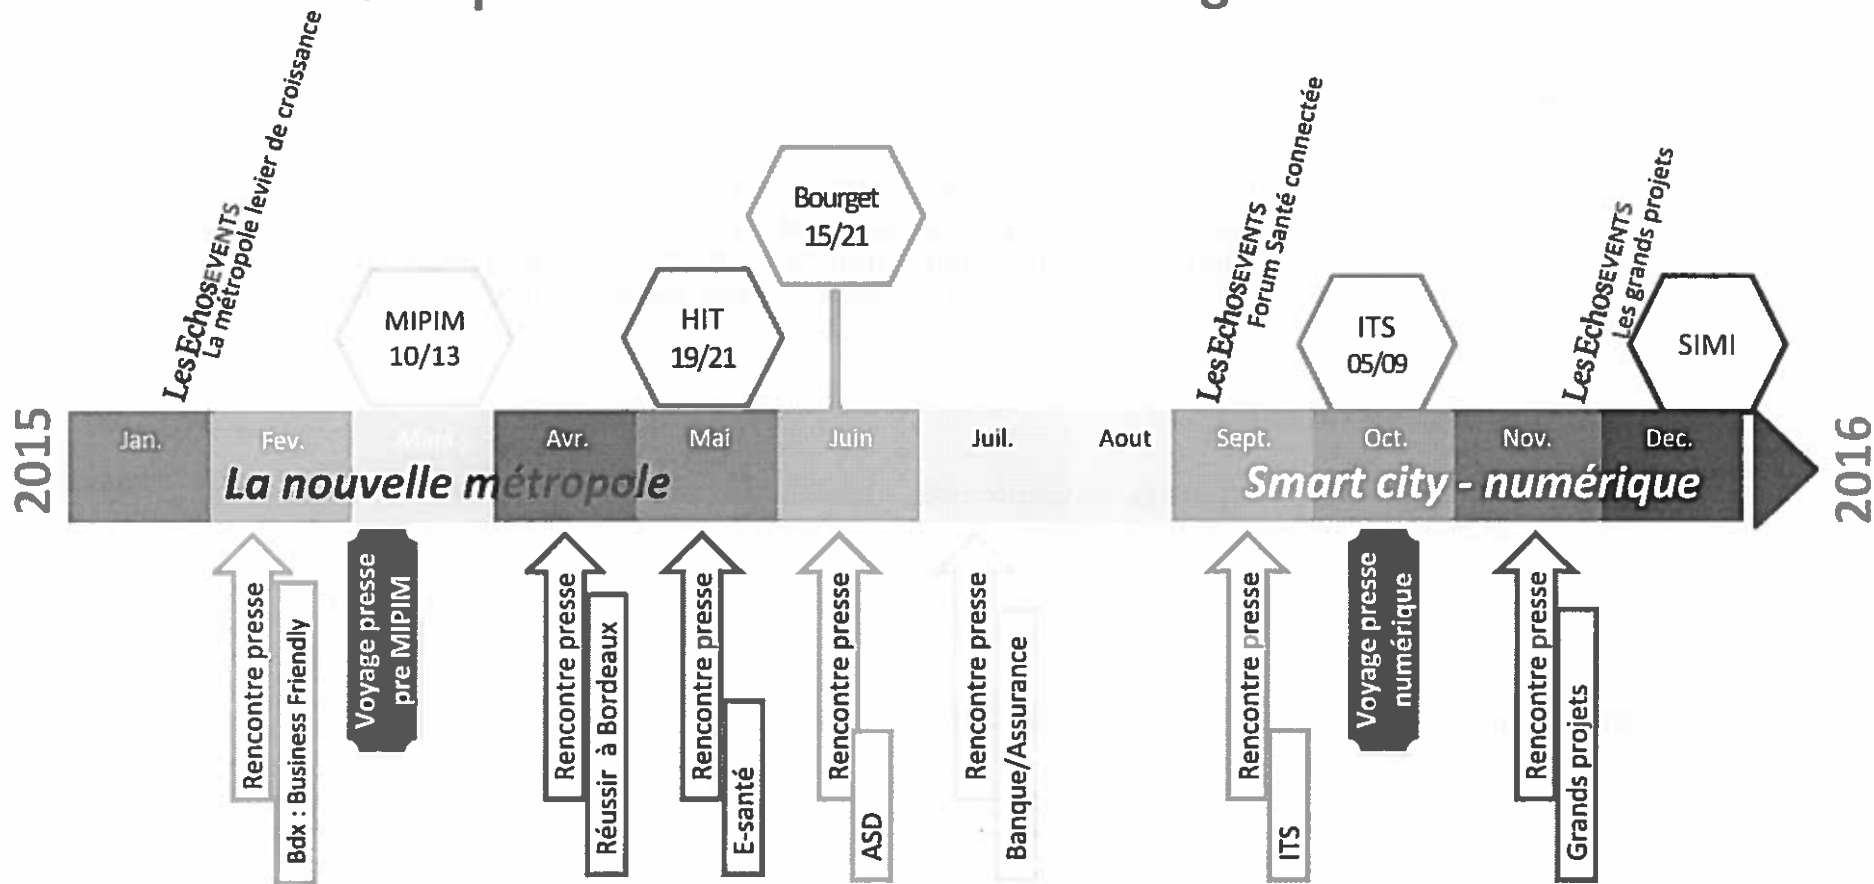 LesEchosEVENTS
La métropole levier de croissance
MIPIM
10/13
HIT
19/21
Bourget
15/21
LesEchosEVENTS
Forum Santé connectée
ITS
05/09
LesEchosEVENTS
Les grands projets
SIMI
2015
Jan.
Fev.
Mars
Avr.
Mai
Juin
Juil.
Aout
Sept.
Oct.
Nov.
Dec.
2016
La nouvelle métropole
Smart city - numérique
Rencontre presse
Bdx : Business Friendly
Voyage presse
pre MIPIM
Rencontre presse
Réussir à Bordeaux
Rencontre presse
E-santé
Rencontre presse
ASD
Rencontre presse
Banque/Assurance
Rencontre presse
ITS
Voyage presse
numérique
Rencontre presse
Grands projets